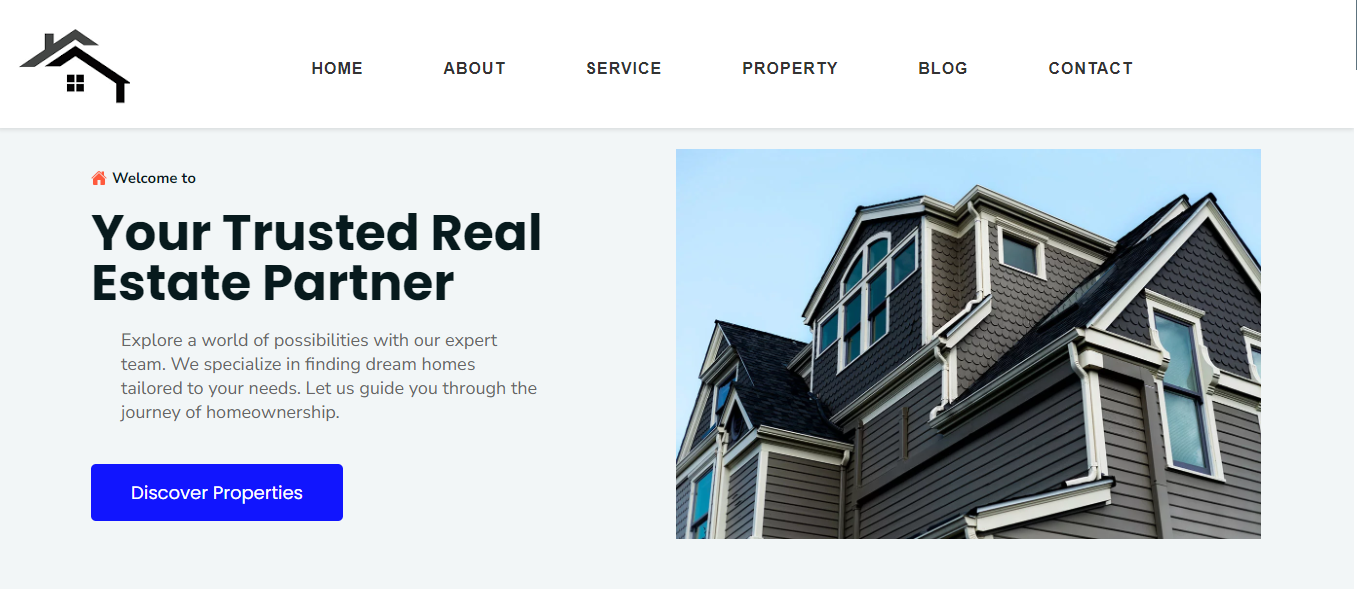 HOME ABOUT SERVICE PROPERTY BLOG CONTACT
Welcome to
Your Trusted Real
Estate Partner
Explore a world of possibilities with our expert
team. We specialize in finding dream homes
tailored to your needs. Let us guide you through the
journey of homeownership.
Discover Properties